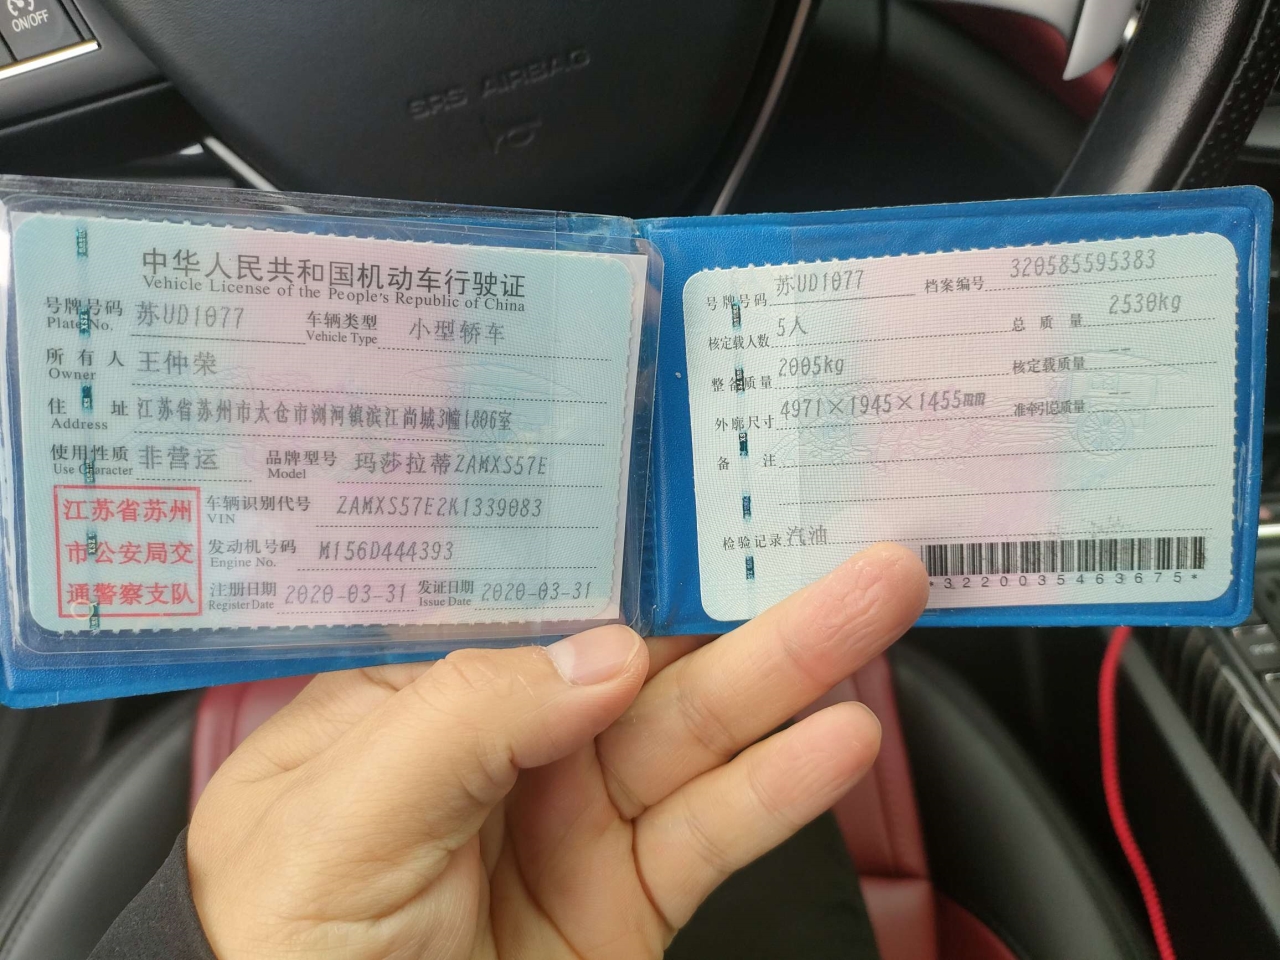 ON/OFF
SRS AIRBAG
中华人民共和国机动车行驶证
Vehicle License of the People's Republic of China
号牌号码 苏UD1077 车辆类型 小型轿车
Plate No. Vehicle Type
所有人 王仲荣
Owner
住址 江苏省苏州市太仓市浏河镇滨江尚城3幢1806室
Address
使用性质 非营运 品牌型号 玛莎拉蒂ZAMXS57E
Use Character Model
江苏省苏州
市公安局交
通警察支队
车辆识别代号 ZAMXS57E2K1339083
VIN
发动机号码 M156D444393
Engine No.
注册日期 2020-03-31 发证日期 2020-03-31
Register Date Issue Date
号牌号码 苏UD1077 档案编号 320585595383
核定载人数 5人 总质量 2530kg
整备质量 2005kg 核定载质量 --
外廓尺寸 4971×1945×1455mm 准牵引总质量 --
备注
检验记录 汽油
*3220035463675*